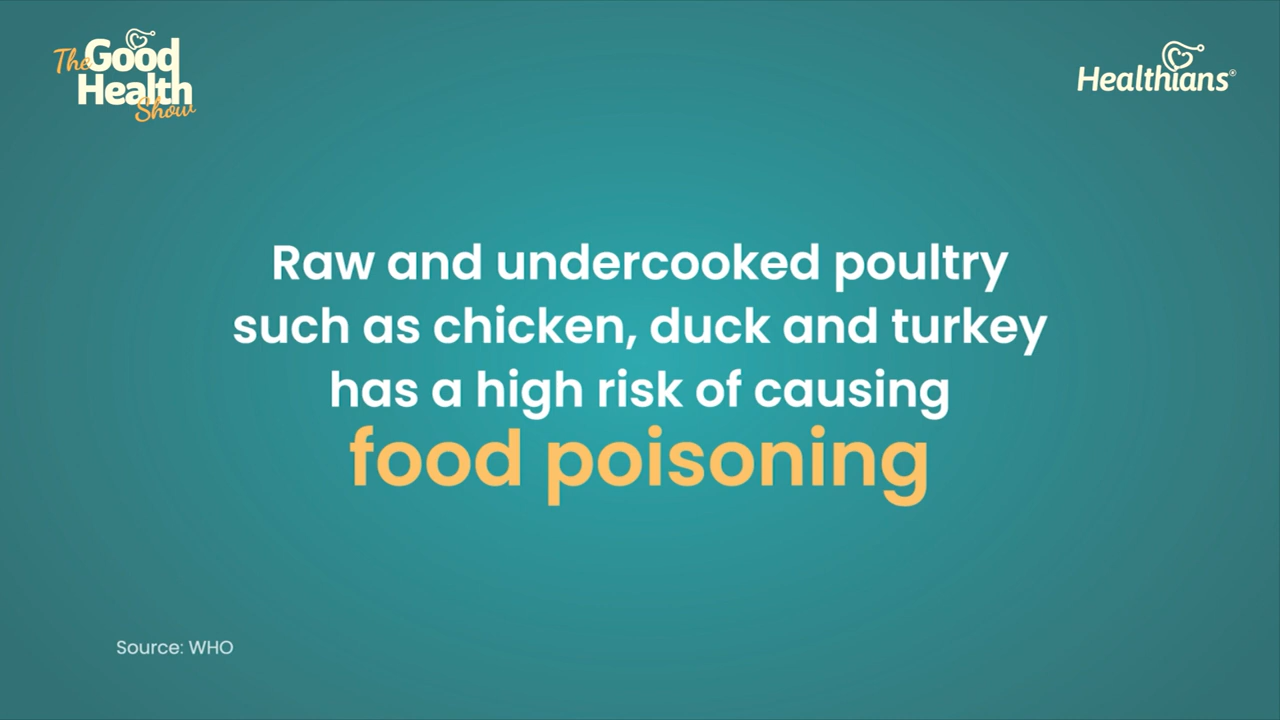 The Good
Health
Show
Healthians®
Raw and undercooked poultry
such as chicken, duck and turkey
has a high risk of causing
food poisoning
Source: WHO